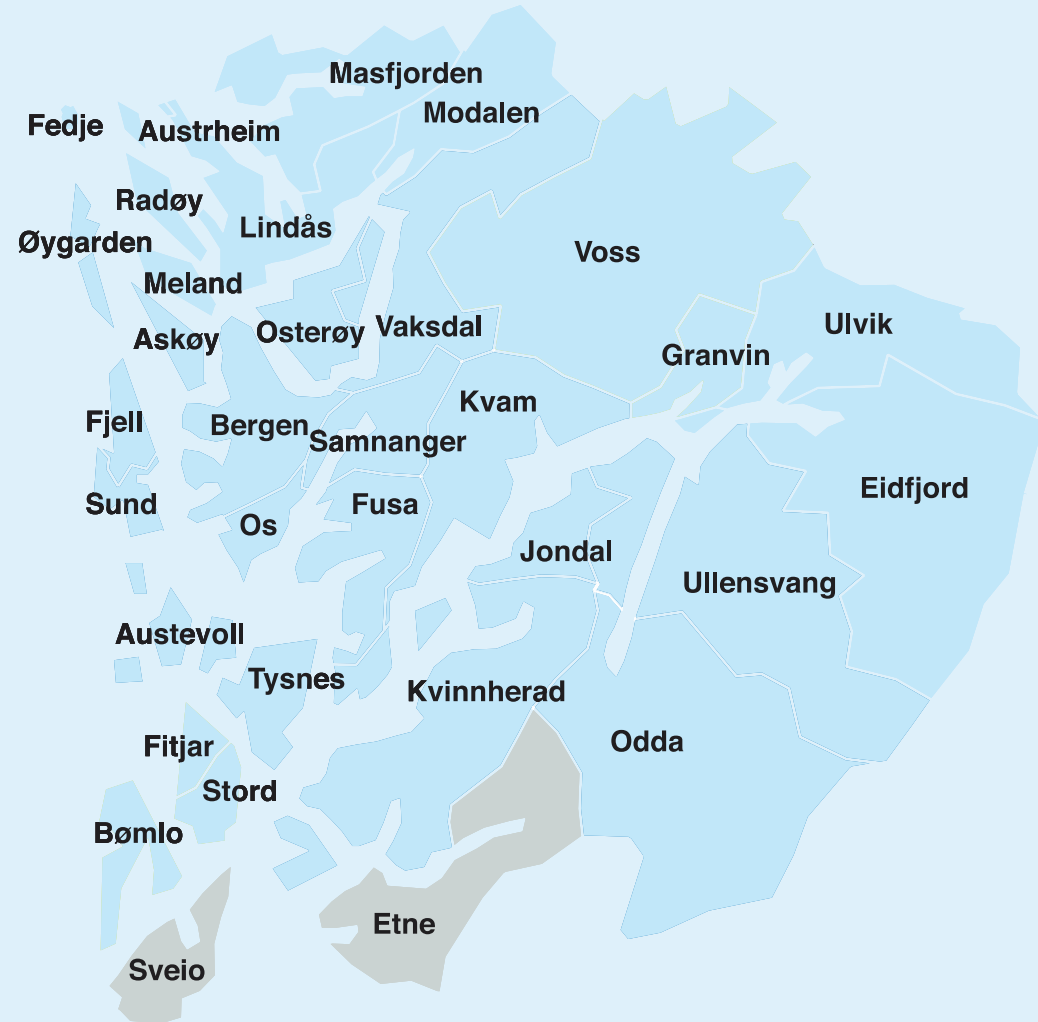 Masfjorden
Modalen
Fedje
Austrheim
Radøy
Lindås
Øygarden
Voss
Meland
Ulvik
Osterøy
Vaksdal
Askøy
Granvin
Kvam
Fjell
Bergen
Samnanger
Eidfjord
Sund
Fusa
Os
Jondal
Ullensvang
Austevoll
Tysnes
Kvinnherad
Fitjar
Odda
Stord
Bømlo
Etne
Sveio